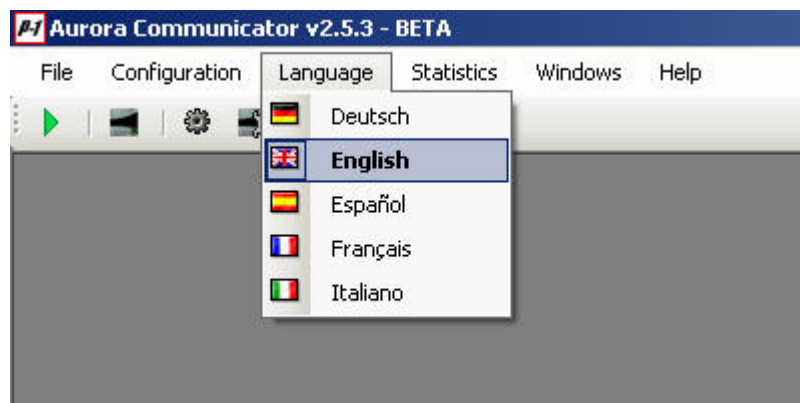 Aurora Communicator v2.5.3 - BETA
File Configuration Language Statistics Windows Help
Deutsch
English
Español
Français
Italiano